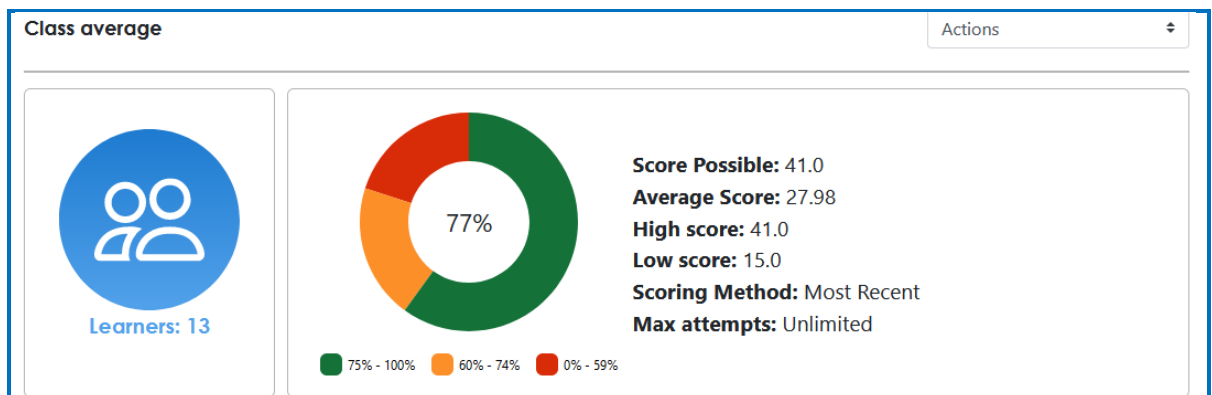 Class average
Actions
Learners: 13
77%
75% - 100%
60% - 74%
0% - 59%
Score Possible: 41.0
Average Score: 27.98
High score: 41.0
Low score: 15.0
Scoring Method: Most Recent
Max attempts: Unlimited